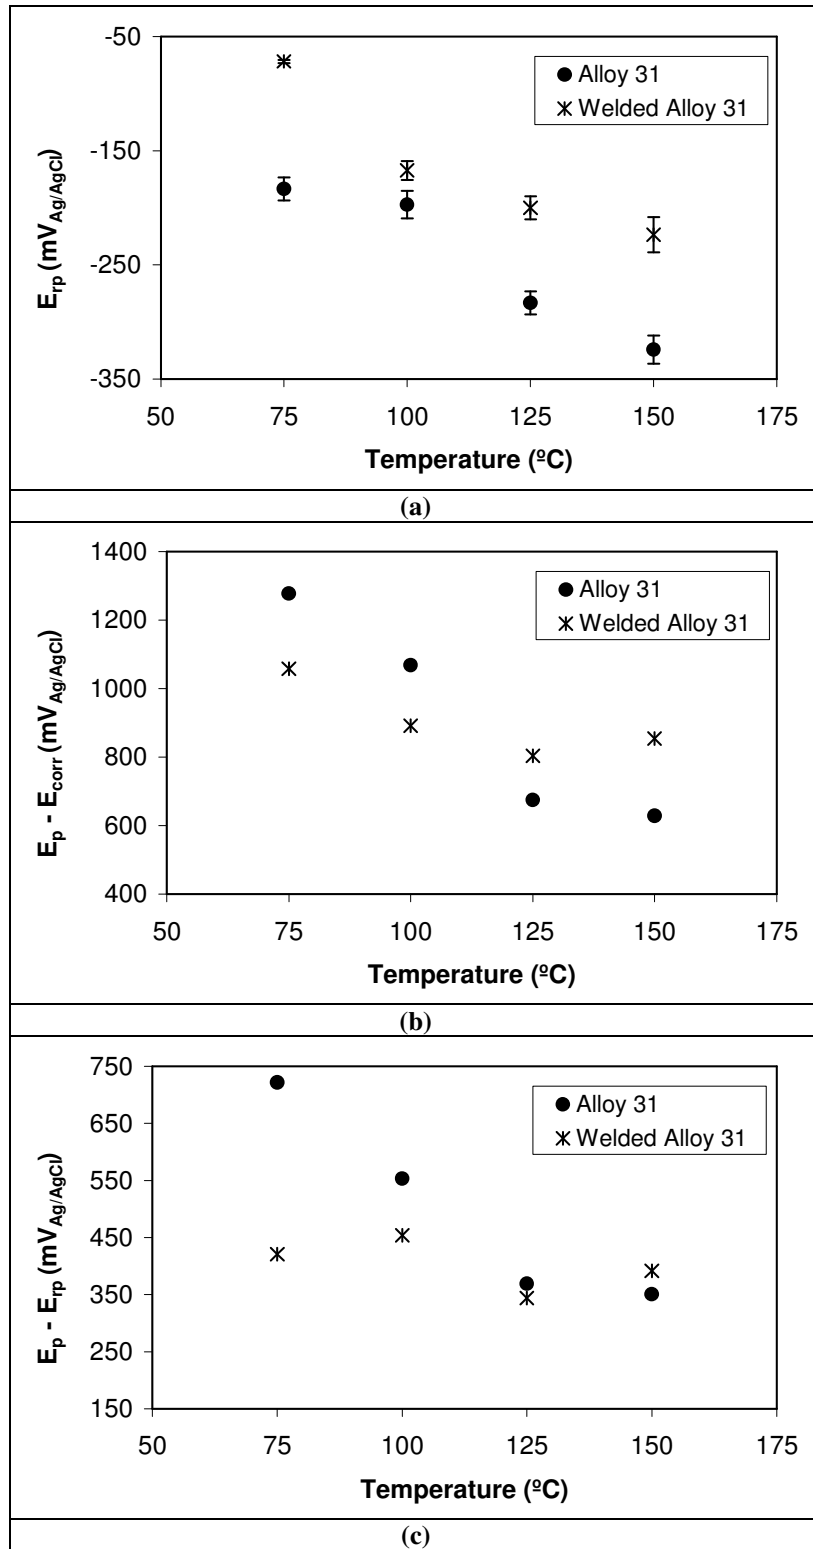 -50
-150
-250
-350
E_rp (mV_Ag/AgCl)
Alloy 31
Welded Alloy 31
50 75 100 125 150 175
Temperature (ºC)
(a)
1400
1200
1000
800
600
400
E_p - E_corr (mV_Ag/AgCl)
Alloy 31
Welded Alloy 31
50 75 100 125 150 175
Temperature (ºC)
(b)
750
650
550
450
350
250
150
E_p - E_rp (mV_Ag/AgCl)
Alloy 31
Welded Alloy 31
50 75 100 125 150 175
Temperature (ºC)
(c)